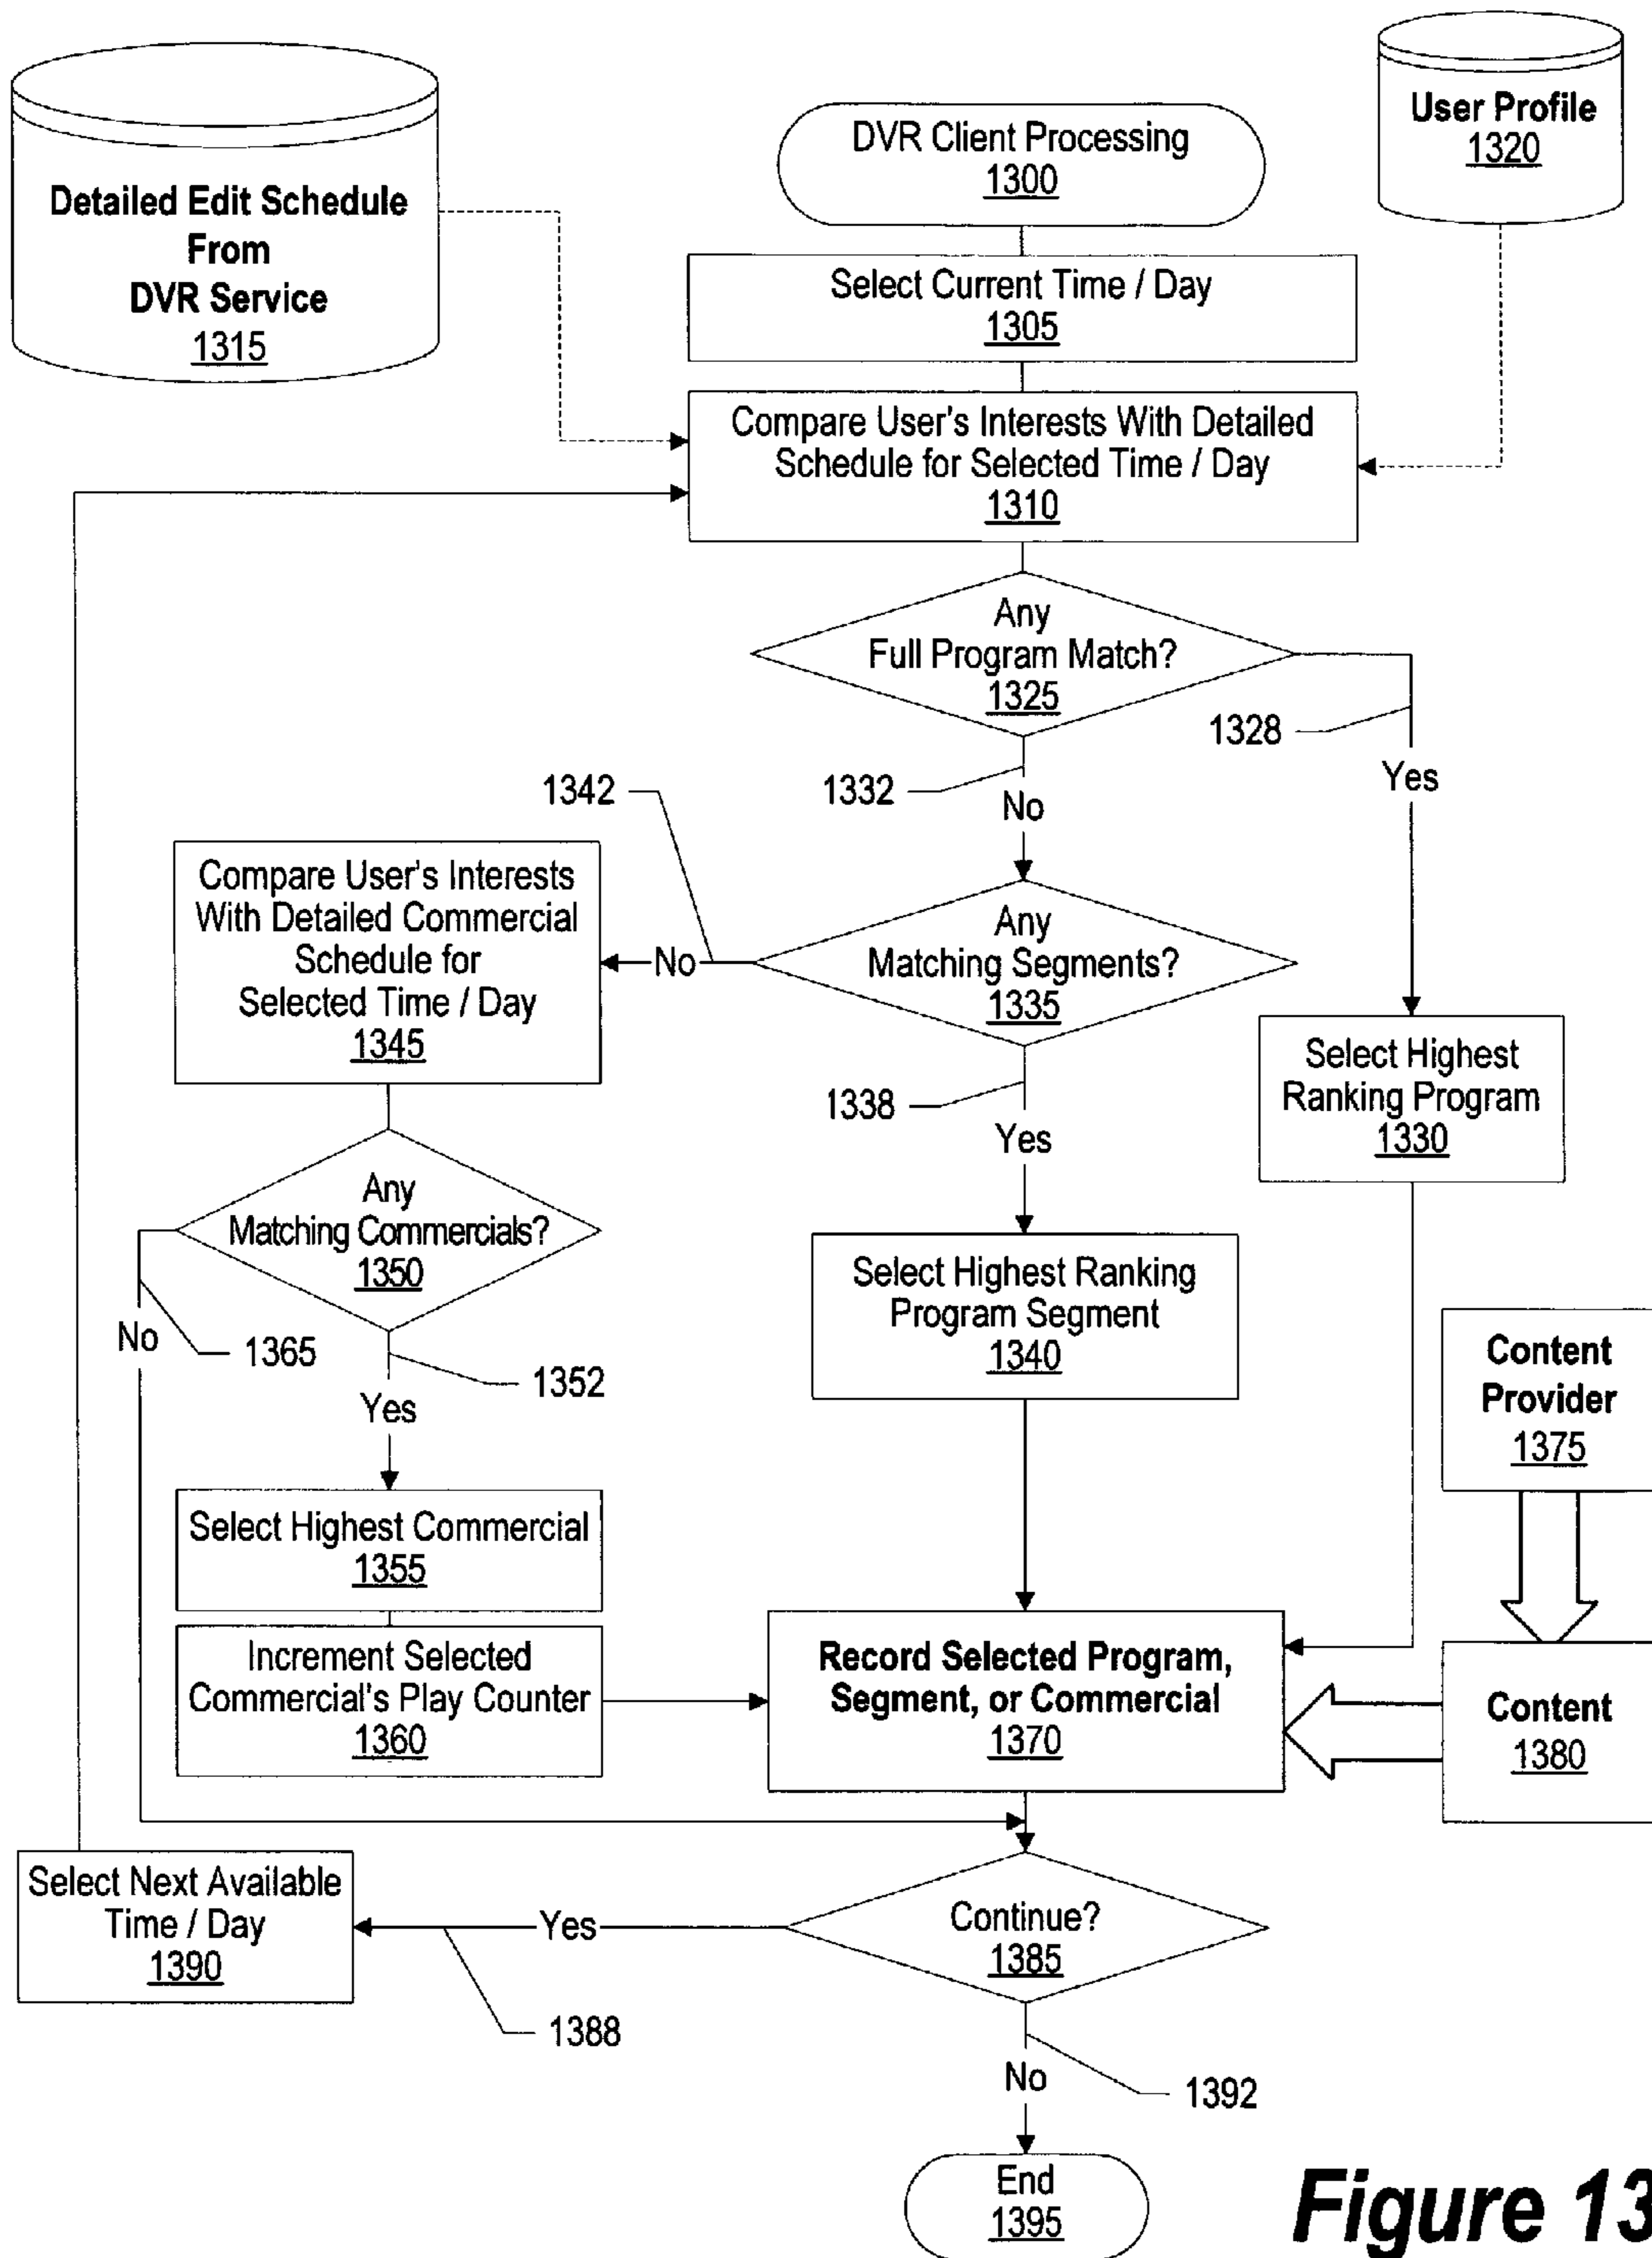 Detailed Edit Schedule
From
DVR Service
1315
DVR Client Processing
1300
User Profile
1320
Select Current Time / Day
1305
Compare User's Interests With Detailed
Schedule for Selected Time / Day
1310
Any
Full Program Match?
1325
1328
Yes
1332
No
1342
Compare User's Interests
With Detailed Commercial
Schedule for
Selected Time / Day
1345
No
Any
Matching Segments?
1335
1338
Yes
Select Highest
Ranking Program
1330
Any
Matching Commercials?
1350
No
1365
1352
Yes
Select Highest Ranking
Program Segment
1340
Content
Provider
1375
Select Highest Commercial
1355
Increment Selected
Commercial's Play Counter
1360
Record Selected Program,
Segment, or Commercial
1370
Content
1380
Select Next Available
Time / Day
1390
Yes
Continue?
1385
1388
No
1392
End
1395
Figure 13